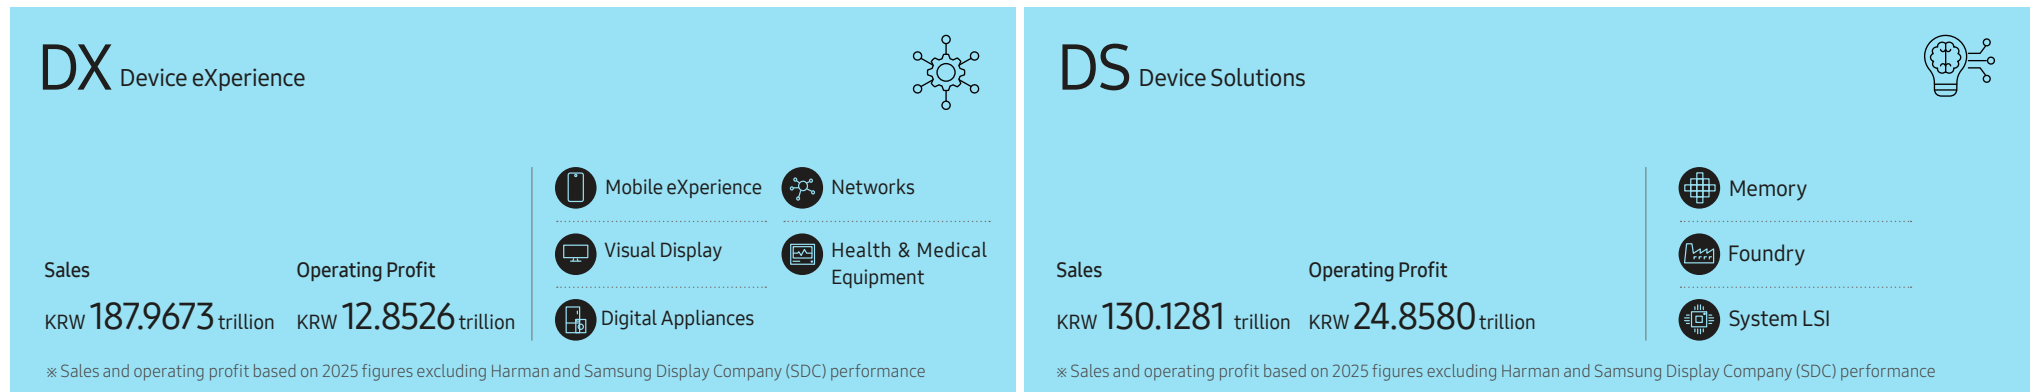 DX Device eXperience
Sales
KRW 187.9673 trillion
Operating Profit
KRW 12.8526 trillion
Mobile eXperience
Visual Display
Digital Appliances
Networks
Health & Medical
Equipment
※ Sales and operating profit based on 2025 figures excluding Harman and Samsung Display Company (SDC) performance
DS Device Solutions
Sales
KRW 130.1281 trillion
Operating Profit
KRW 24.8580 trillion
Memory
Foundry
System LSI
※ Sales and operating profit based on 2025 figures excluding Harman and Samsung Display Company (SDC) performance